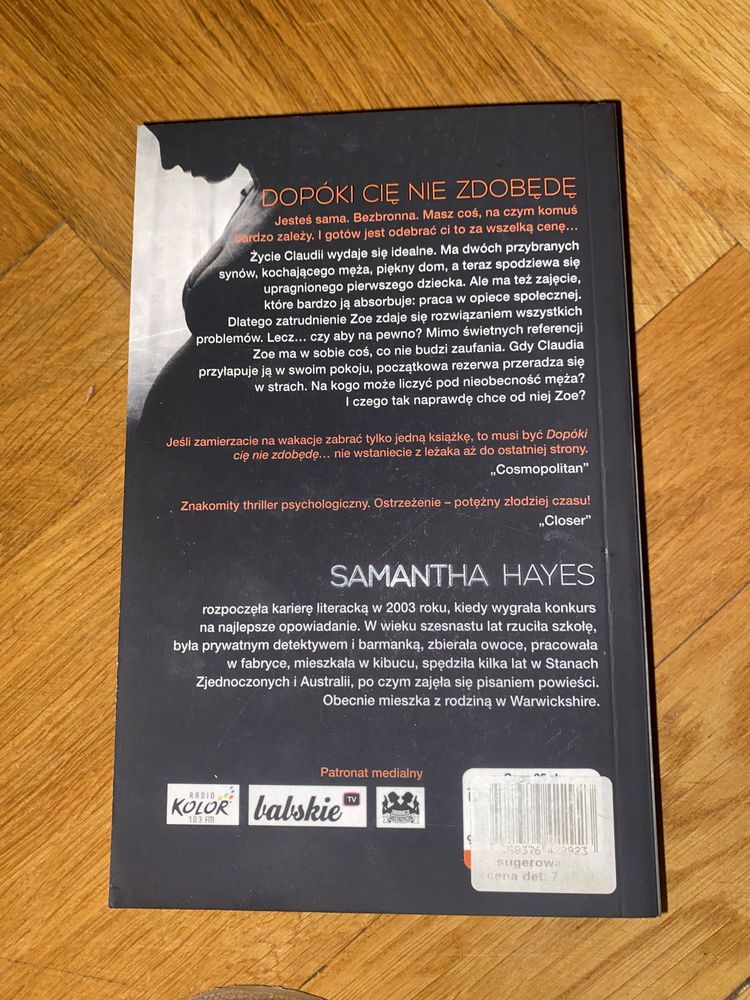 DOPÓKI CIĘ NIE ZDOBĘDĘ
Jesteś sama. Bezbronna. Masz coś, na czym komuś
bardzo zależy. I gotów jest odebrać ci to za wszelką cenę...
Życie Claudii wydaje się idealne. Ma dwóch przybranych
synów, kochającego męża, piękny dom, a teraz spodziewa się
upragnionego pierwszego dziecka. Ale ma też zajęcie,
które bardzo ją absorbuje: praca w opiece społecznej.
Dlatego zatrudnienie Zoe zdaje się rozwiązaniem wszystkich
problemów. Lecz... czy aby na pewno? Mimo świetnych referencji
Zoe ma w sobie coś, co nie budzi zaufania. Gdy Claudia
przyłapuje ją w swoim pokoju, początkowa rezerwa przeradza się
w strach. Na kogo może liczyć pod nieobecność męża?
I czego tak naprawdę chce od niej Zoe?
Jeśli zamierzacie na wakacje zabrać tylko jedną książkę, to musi być Dopóki
cię nie zdobędę... nie wstaniecie z leżaka aż do ostatniej strony.
„Cosmopolitan”
Znakomity thriller psychologiczny. Ostrzeżenie – potężny złodziej czasu!
„Closer”
SAMANTHA HAYES
rozpoczęła karierę literacką w 2003 roku, kiedy wygrała konkurs
na najlepsze opowiadanie. W wieku szesnastu lat rzuciła szkołę,
była prywatnym detektywem i barmanką, zbierała owoce, pracowała
w fabryce, mieszkała w kibucu, spędziła kilka lat w Stanach
Zjednoczonych i Australii, po czym zajęła się pisaniem powieści.
Obecnie mieszka z rodziną w Warwickshire.
Patronat medialny
RADIO
KOLOR
103 FM
babskie TV
cena det.